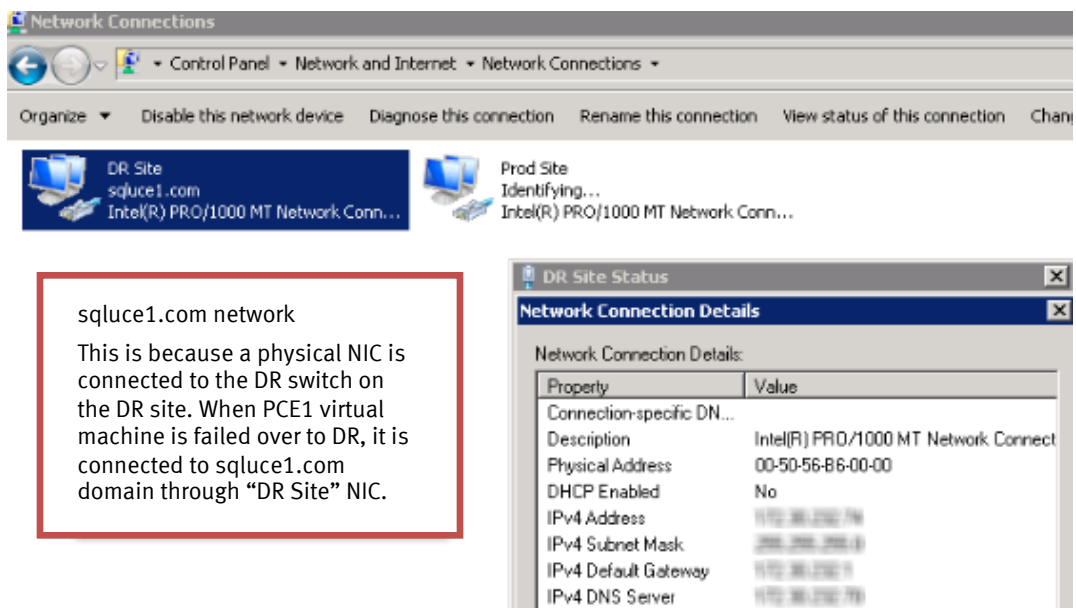 Network Connections
Control Panel Network and Internet Network Connections
Organize Disable this network device Diagnose this connection Rename this connection View status of this connection Chan
DR Site
sqluce1.com
Intel(R) PRO/1000 MT Network Conn...
Prod Site
Identifying...
Intel(R) PRO/1000 MT Network Conn...
sqluce1.com network
This is because a physical NIC is
connected to the DR switch on
the DR site. When PCE1 virtual
machine is failed over to DR, it is
connected to sqluce1.com
domain through “DR Site” NIC.
DR Site Status
Network Connection Details
Network Connection Details:
Property Value
Connection-specific DN...
Description Intel(R) PRO/1000 MT Network Connect
Physical Address 00-50-56-B6-00-00
DHCP Enabled No
IPv4 Address
IPv4 Subnet Mask
IPv4 Default Gateway
IPv4 DNS Server